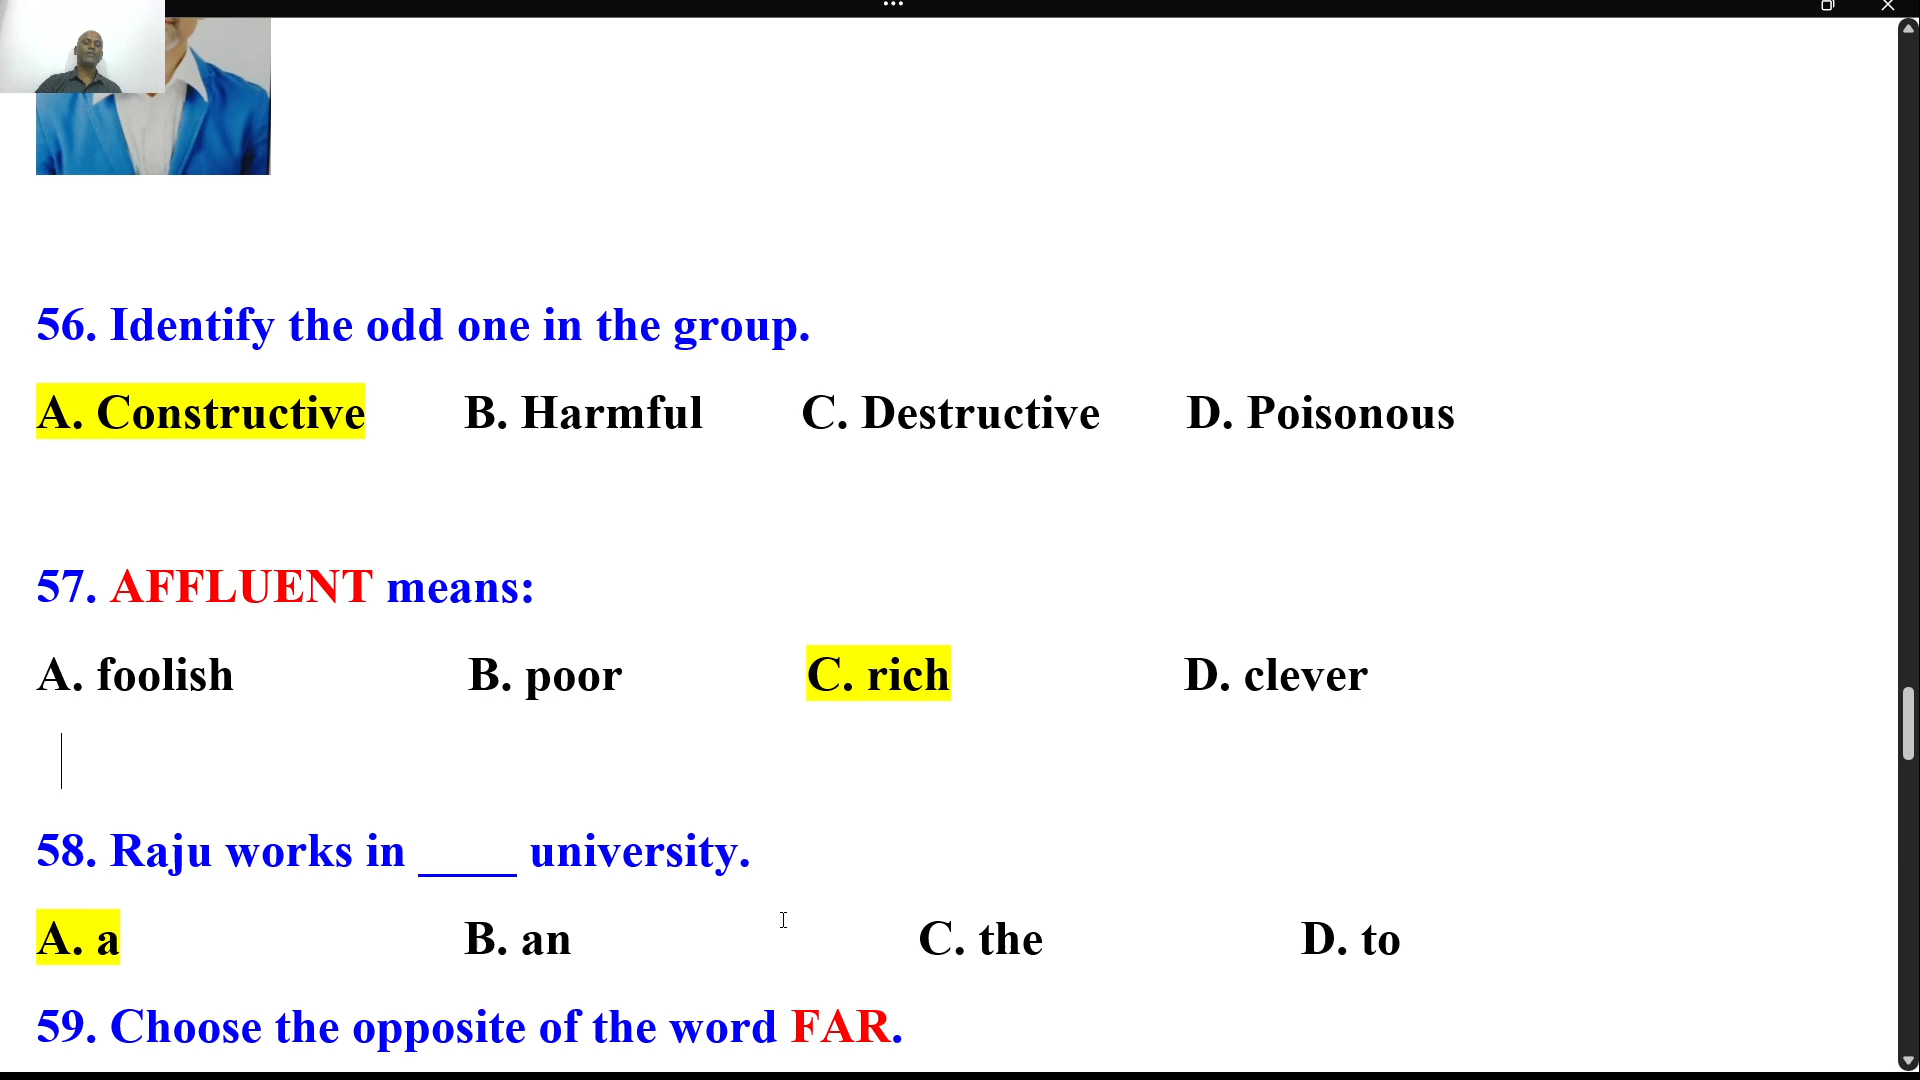 56. Identify the odd one in the group.
A. Constructive B. Harmful C. Destructive D. Poisonous
57. AFFLUENT means:
A. foolish B. poor C. rich D. clever
58. Raju works in _____ university.
A. a B. an C. the D. to
59. Choose the opposite of the word FAR.